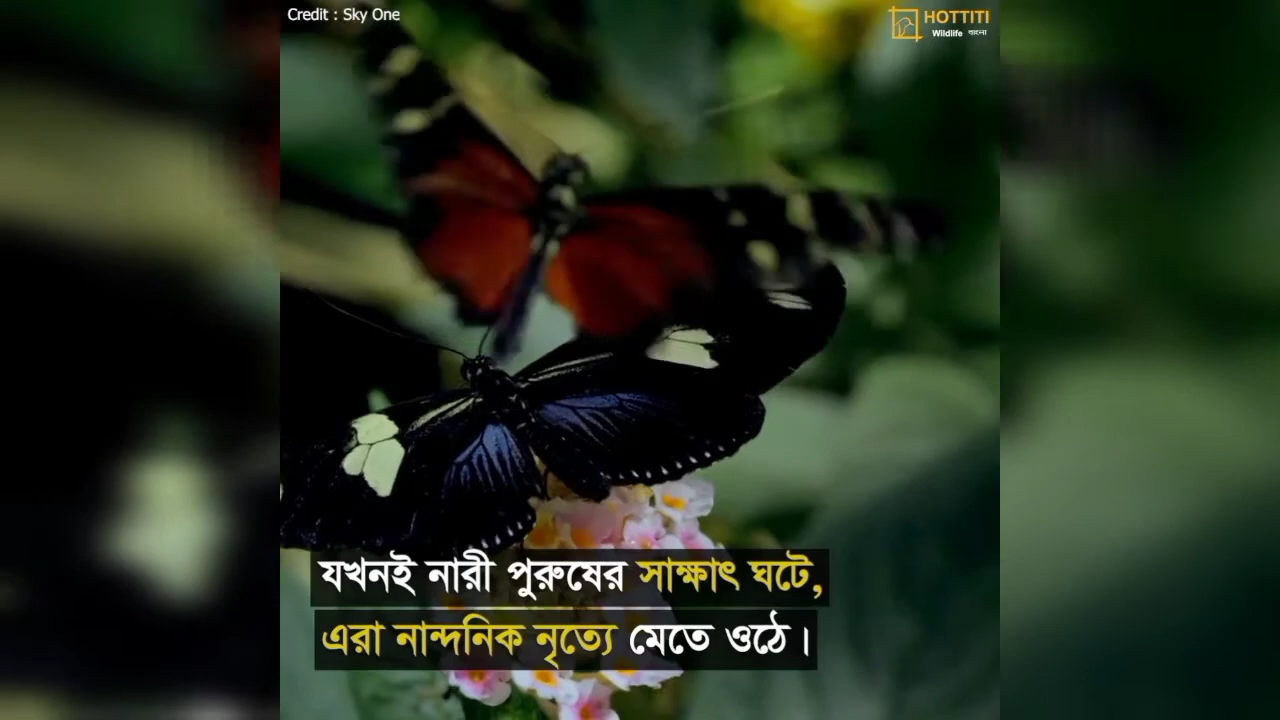 Credit : Sky One
HOTTITI
Wildlife বাংলা
যখনই নারী পুরুষের সাক্ষাৎ ঘটে,
এরা নান্দনিক নৃত্যে মেতে ওঠে।